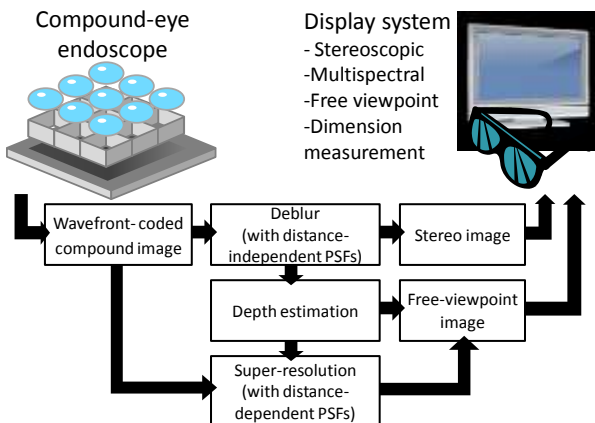 Compound-eye
endoscope
Display system
- Stereoscopic
-Multispectral
-Free viewpoint
-Dimension
measurement
Wavefront-coded
compound image
Deblur
(with distance-
independent PSFs)
Stereo image
Depth estimation
Free-viewpoint
image
Super-resolution
(with distance-
dependent PSFs)